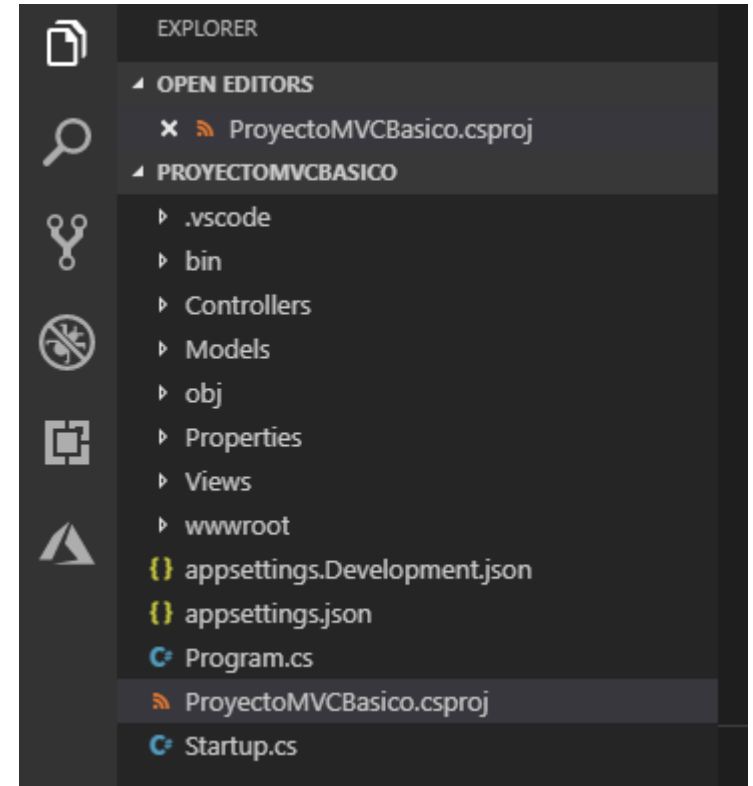 EXPLORER
OPEN EDITORS
ProyectoMVCBasico.csproj
PROYECTOMVCBASICO
.vscode
bin
Controllers
Models
obj
Properties
Views
wwwroot
{} appsettings.Development.json
{} appsettings.json
C# Program.cs
ProyectoMVCBasico.csproj
C# Startup.cs